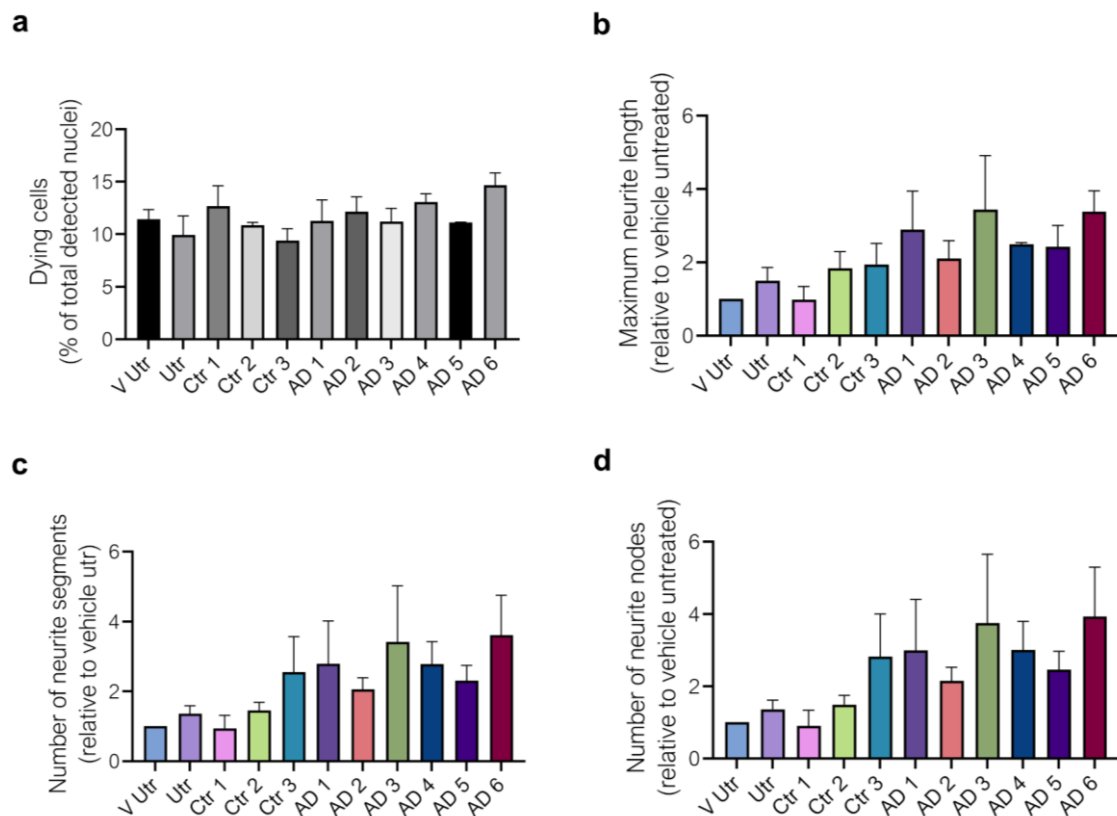 a
Dying cells
(% of total detected nuclei)
20
15
10
5
0
V Utr
Utr
Ctr 1
Ctr 2
Ctr 3
AD 1
AD 2
AD 3
AD 4
AD 5
AD 6
b
Maximum neurite length
(relative to vehicle untreated)
6
4
2
0
V Utr
Utr
Ctr 1
Ctr 2
Ctr 3
AD 1
AD 2
AD 3
AD 4
AD 5
AD 6
c
Number of neurite segments
(relative to vehicle utr)
6
4
2
0
V Utr
Utr
Ctr 1
Ctr 2
Ctr 3
AD 1
AD 2
AD 3
AD 4
AD 5
AD 6
d
Number of neurite nodes
(relative to vehicle untreated)
6
4
2
0
V Utr
Utr
Ctr 1
Ctr 2
Ctr 3
AD 1
AD 2
AD 3
AD 4
AD 5
AD 6